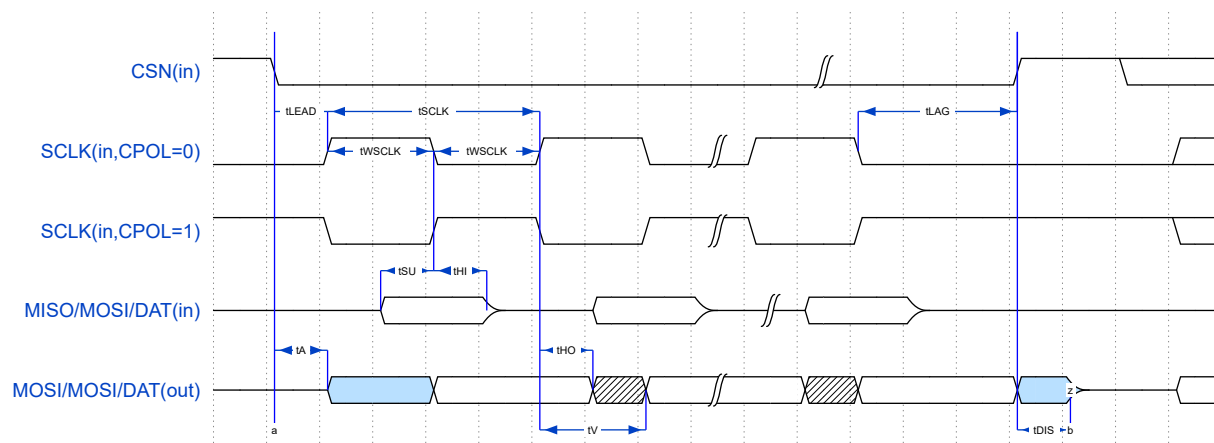 CSN(in)
tLEAD tSCLK tLAG
SCLK(in,CPOL=0)
tWSCLK tWSCLK
SCLK(in,CPOL=1)
tSU tHI
MISO/MOSI/DAT(in)
tA tHO
MOSI/MOSI/DAT(out)
z
a tV tDIS b